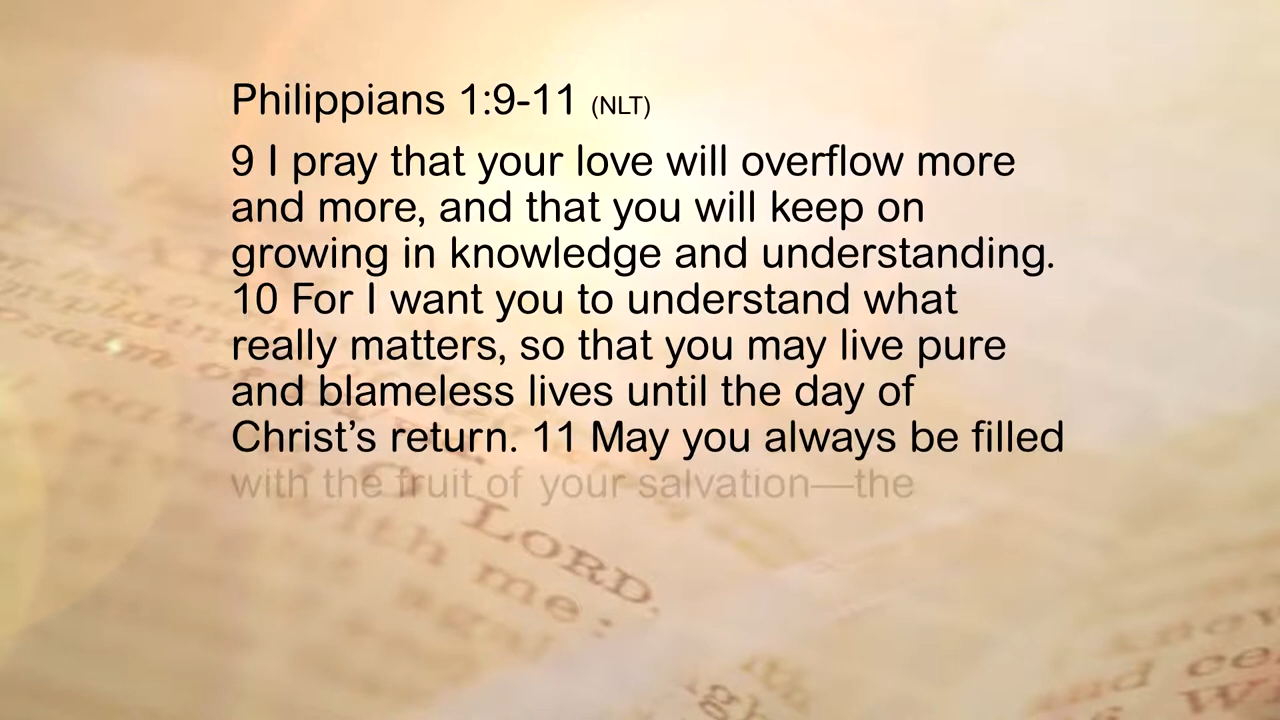 Philippians 1:9-11 (NLT)
9 I pray that your love will overflow more
and more, and that you will keep on
growing in knowledge and understanding.
10 For I want you to understand what
really matters, so that you may live pure
and blameless lives until the day of
Christ’s return. 11 May you always be filled
with the fruit of your salvation—the
LORD.
with me: